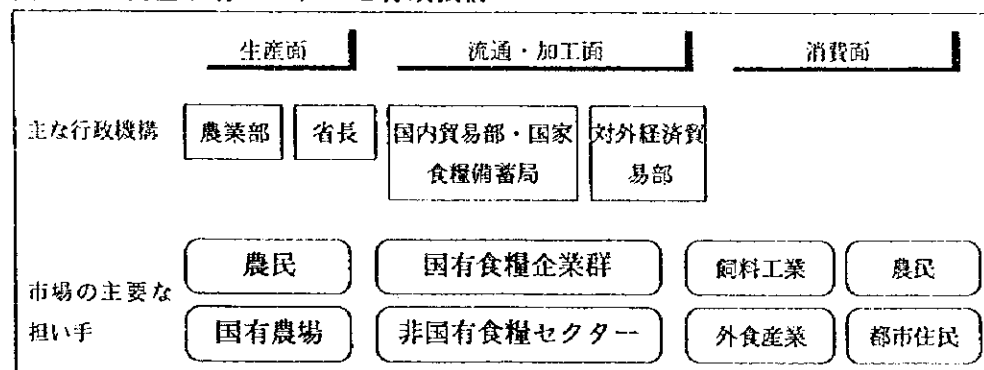 生産面 流通・加工面 消費面
主な行政機構 農業部 省長 国内貿易部・国家食糧備蓄局 対外経済貿易部
農民 国有食糧企業群 飼料工業 農民
市場の主要な担い手
国有農場 非国有食糧セクター 外食産業 都市住民